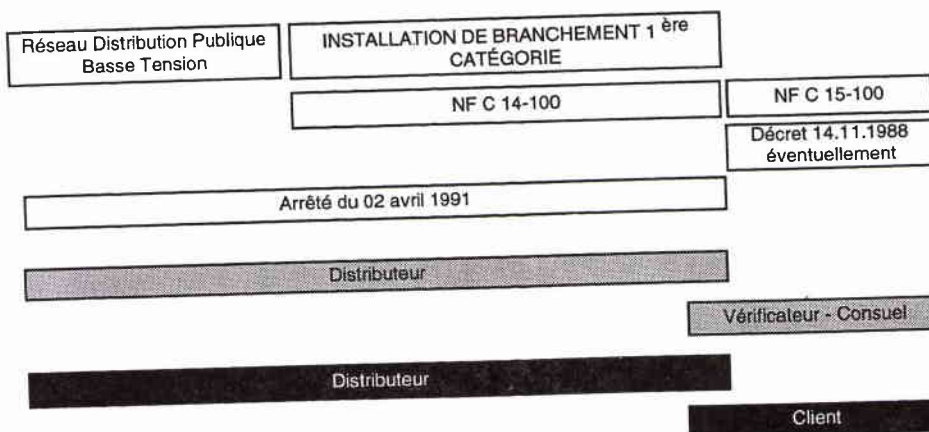 Réseau Distribution Publique
Basse Tension
INSTALLATION DE BRANCHEMENT 1 ère
CATÉGORIE
NF C 14-100
NF C 15-100
Décret 14.11.1988
éventuellement
Arrêté du 02 avril 1991
Distributeur
Vérificateur - Consuel
Distributeur
Client